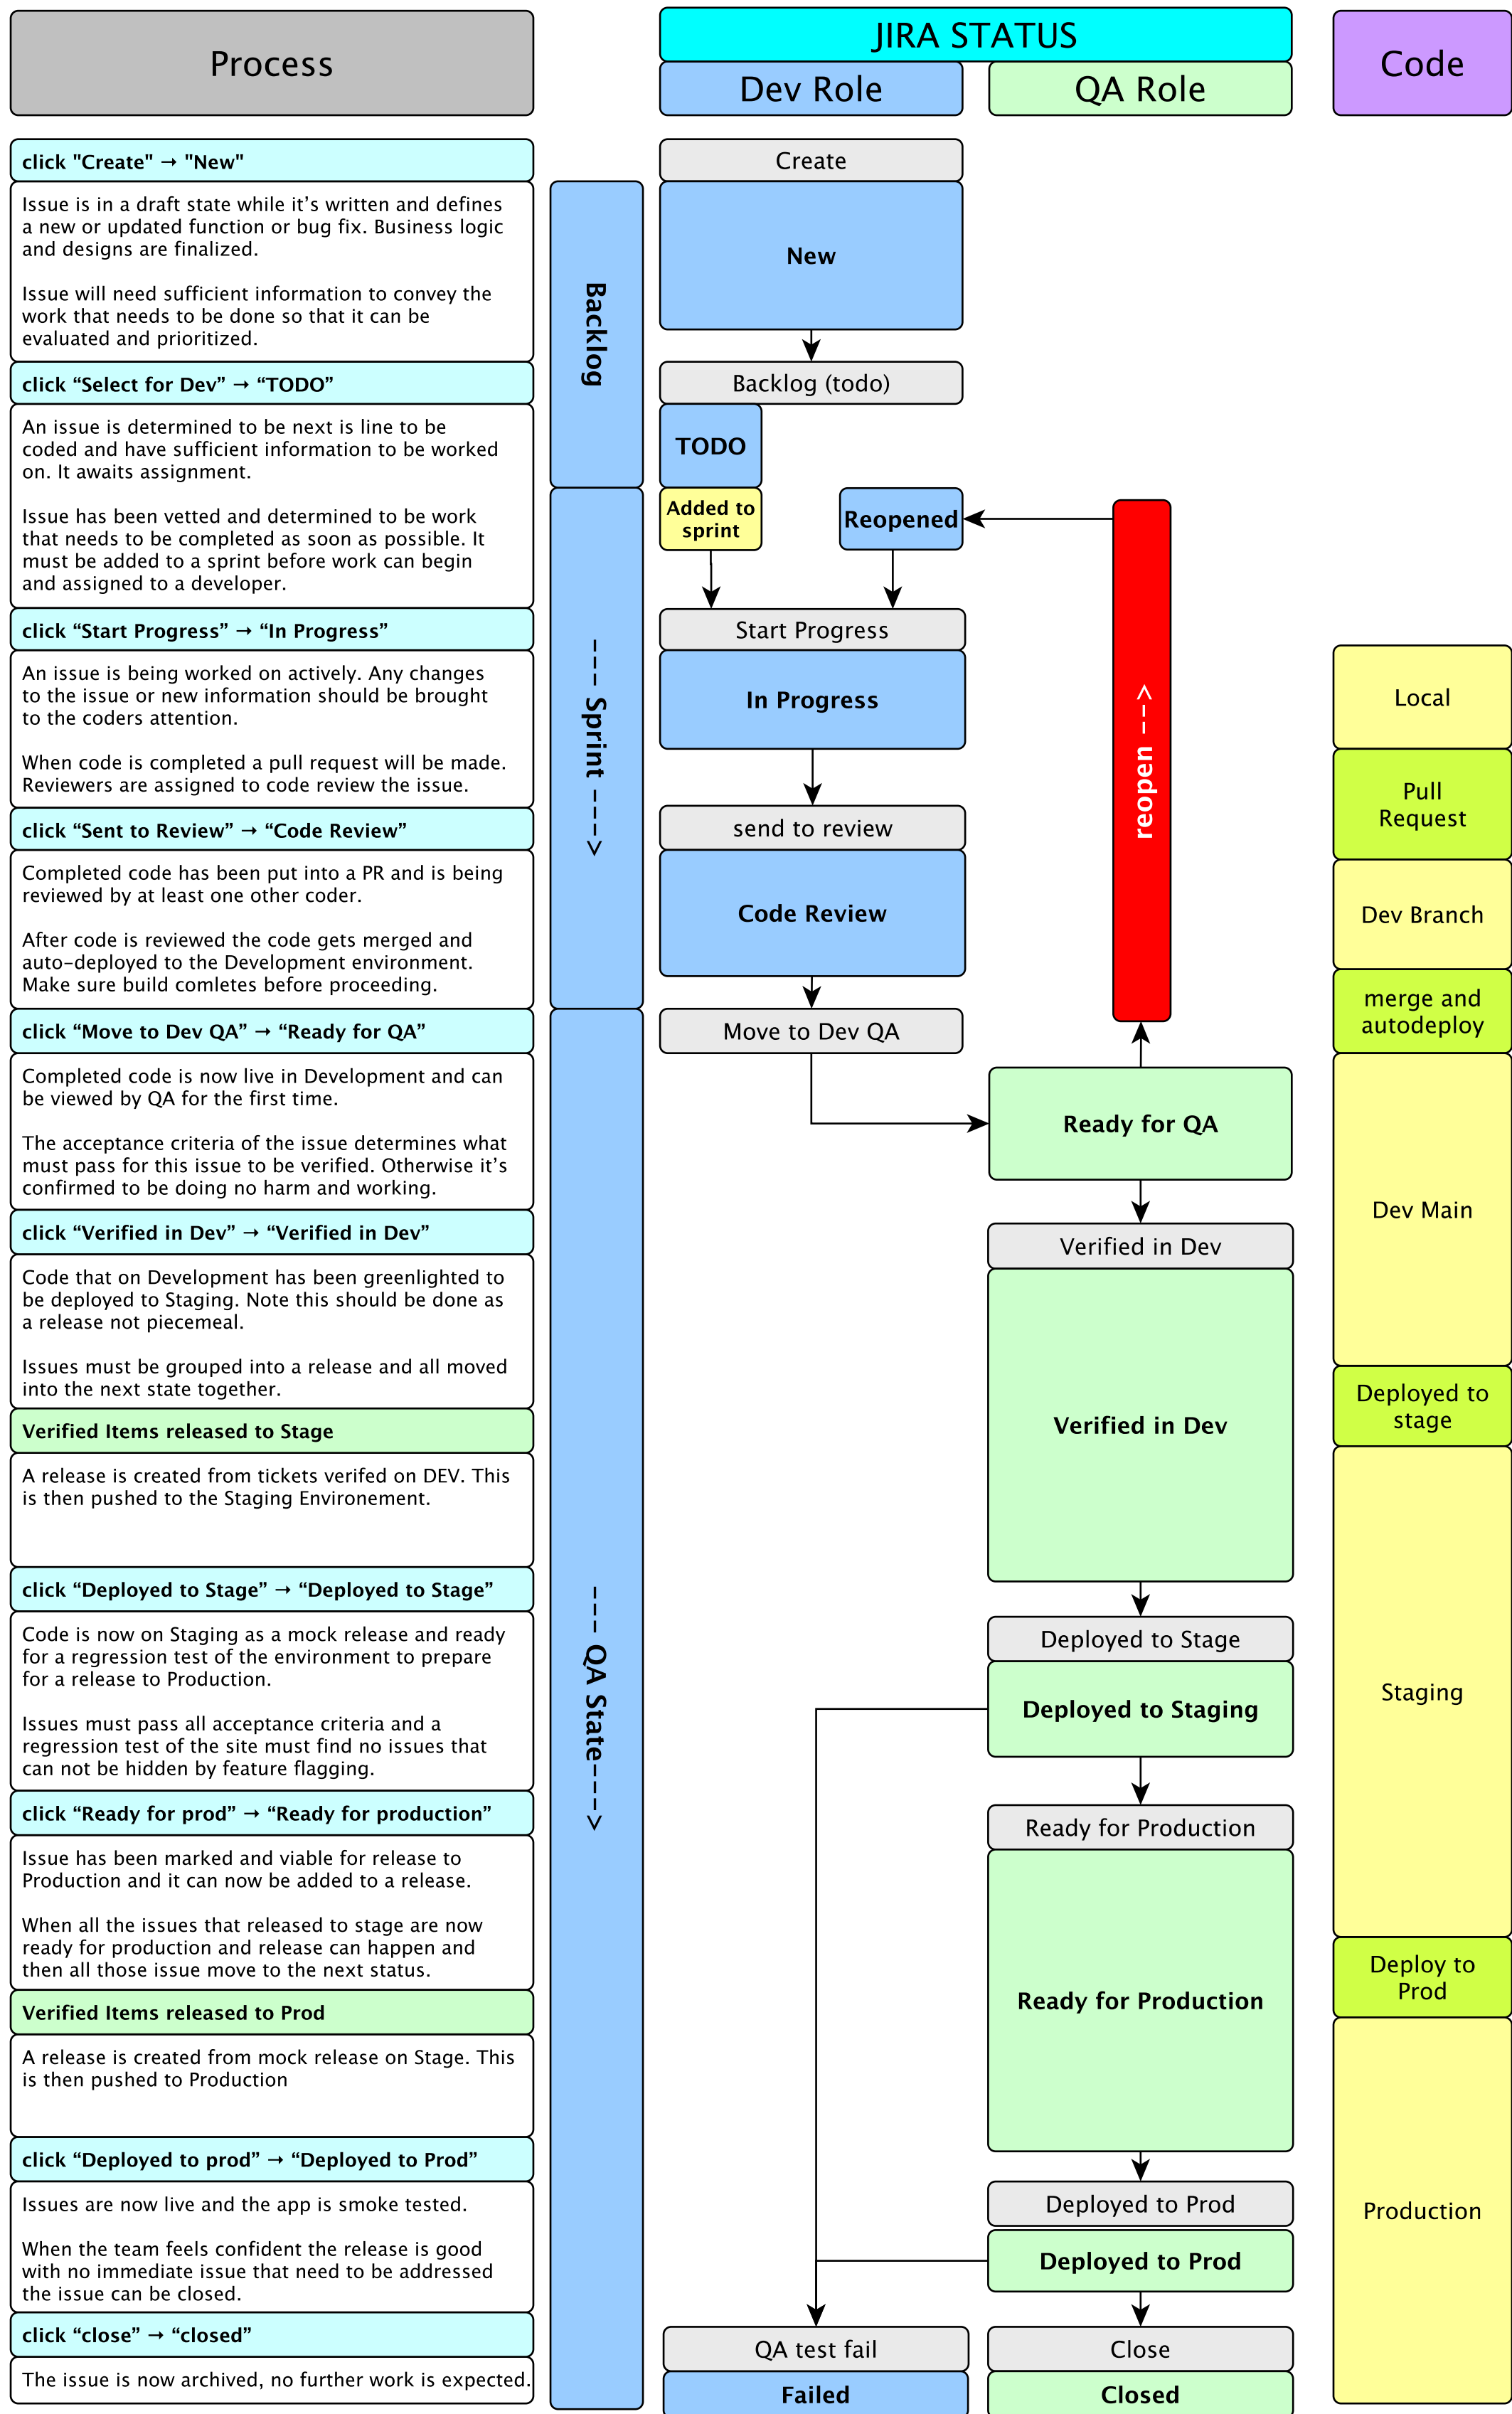 Process
JIRA STATUS
Dev Role
QA Role
Code
click "Create" → "New"
Issue is in a draft state while it’s written and defines
a new or updated function or bug fix. Business logic
and designs are finalized.
Issue will need sufficient information to convey the
work that needs to be done so that it can be
evaluated and prioritized.
click “Select for Dev” → “TODO”
An issue is determined to be next is line to be
coded and have sufficient information to be worked
on. It awaits assignment.
Issue has been vetted and determined to be work
that needs to be completed as soon as possible. It
must be added to a sprint before work can begin
and assigned to a developer.
click “Start Progress” → “In Progress”
An issue is being worked on actively. Any changes
to the issue or new information should be brought
to the coders attention.
When code is completed a pull request will be made.
Reviewers are assigned to code review the issue.
click “Sent to Review” → “Code Review”
Completed code has been put into a PR and is being
reviewed by at least one other coder.
After code is reviewed the code gets merged and
auto-deployed to the Development environment.
Make sure build comletes before proceeding.
click “Move to Dev QA” → “Ready for QA”
Completed code is now live in Development and can
be viewed by QA for the first time.
The acceptance criteria of the issue determines what
must pass for this issue to be verified. Otherwise it’s
confirmed to be doing no harm and working.
click “Verified in Dev” → “Verified in Dev”
Code that on Development has been greenlighted to
be deployed to Staging. Note this should be done as
a release not piecemeal.
Issues must be grouped into a release and all moved
into the next state together.
Verified Items released to Stage
A release is created from tickets verifed on DEV. This
is then pushed to the Staging Environement.
click “Deployed to Stage” → “Deployed to Stage”
Code is now on Staging as a mock release and ready
for a regression test of the environment to prepare
for a release to Production.
Issues must pass all acceptance criteria and a
regression test of the site must find no issues that
can not be hidden by feature flagging.
click “Ready for prod” → “Ready for production”
Issue has been marked and viable for release to
Production and it can now be added to a release.
When all the issues that released to stage are now
ready for production and release can happen and
then all those issue move to the next status.
Verified Items released to Prod
A release is created from mock release on Stage. This
is then pushed to Production
click “Deployed to prod” → “Deployed to Prod”
Issues are now live and the app is smoke tested.
When the team feels confident the release is good
with no immediate issue that need to be addressed
the issue can be closed.
click “close” → “closed”
The issue is now archived, no further work is expected.
Backlog
--- Sprint --->
--- QA State--->
Create
New
Backlog (todo)
TODO
Added to
sprint
Reopened
Start Progress
In Progress
send to review
Code Review
Move to Dev QA
reopen -->
Ready for QA
Verified in Dev
Verified in Dev
Deployed to Stage
Deployed to Staging
Ready for Production
Ready for Production
Deployed to Prod
Deployed to Prod
QA test fail
Failed
Close
Closed
Local
Pull
Request
Dev Branch
merge and
autodeploy
Dev Main
Deployed to
stage
Staging
Deploy to
Prod
Production